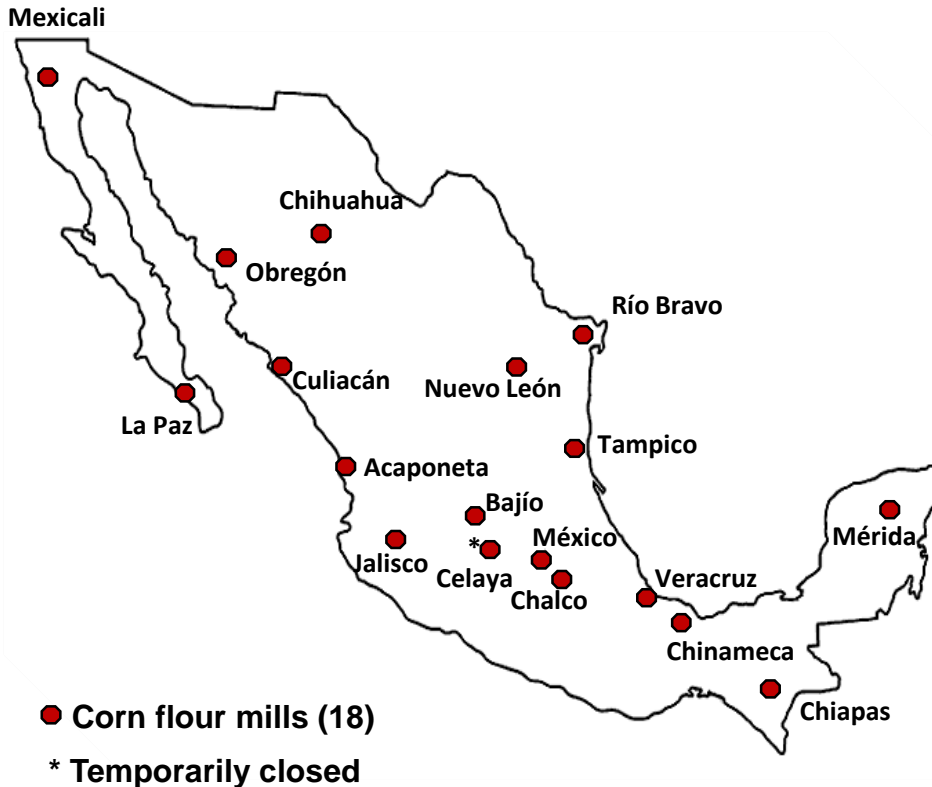 Mexicali
Chihuahua
Obregón
Río Bravo
Culiacán
Nuevo León
La Paz
Tampico
Acaponeta
Bajío
México
Mérida
Jalisco
*
Celaya
Chalco
Veracruz
Chinameca
Chiapas
Corn flour mills (18)
* Temporarily closed